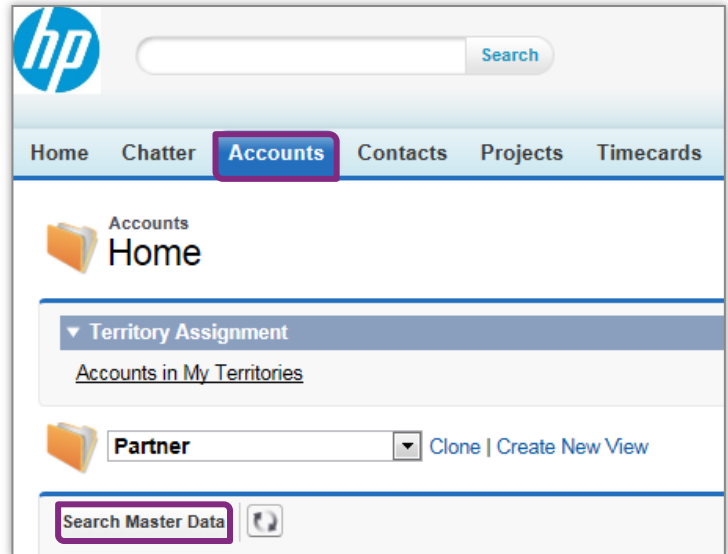 hp
Search
Home Chatter Accounts Contacts Projects Timecards
Accounts
Home
Territory Assignment
Accounts in My Territories
Partner Clone | Create New View
Search Master Data